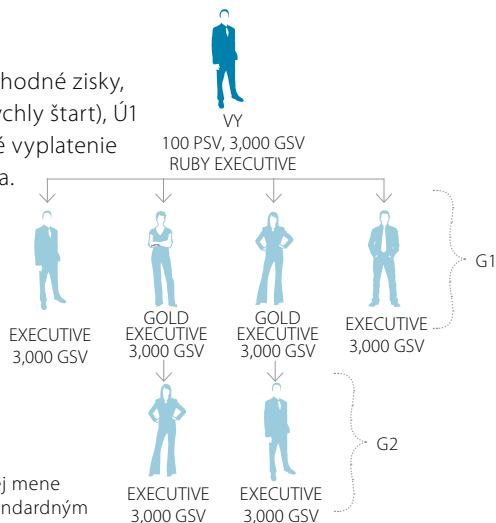 hodné zisky,
chly štart), Ú1
é vyplatenie
a.
VY
100 PSV, 3,000 GSV
RUBY EXECUTIVE
G1
EXECUTIVE
3,000 GSV
GOLD
EXECUTIVE
3,000 GSV
GOLD
EXECUTIVE
3,000 GSV
EXECUTIVE
3,000 GSV
G2
EXECUTIVE
3,000 GSV
EXECUTIVE
3,000 GSV
ej mene
ndardným